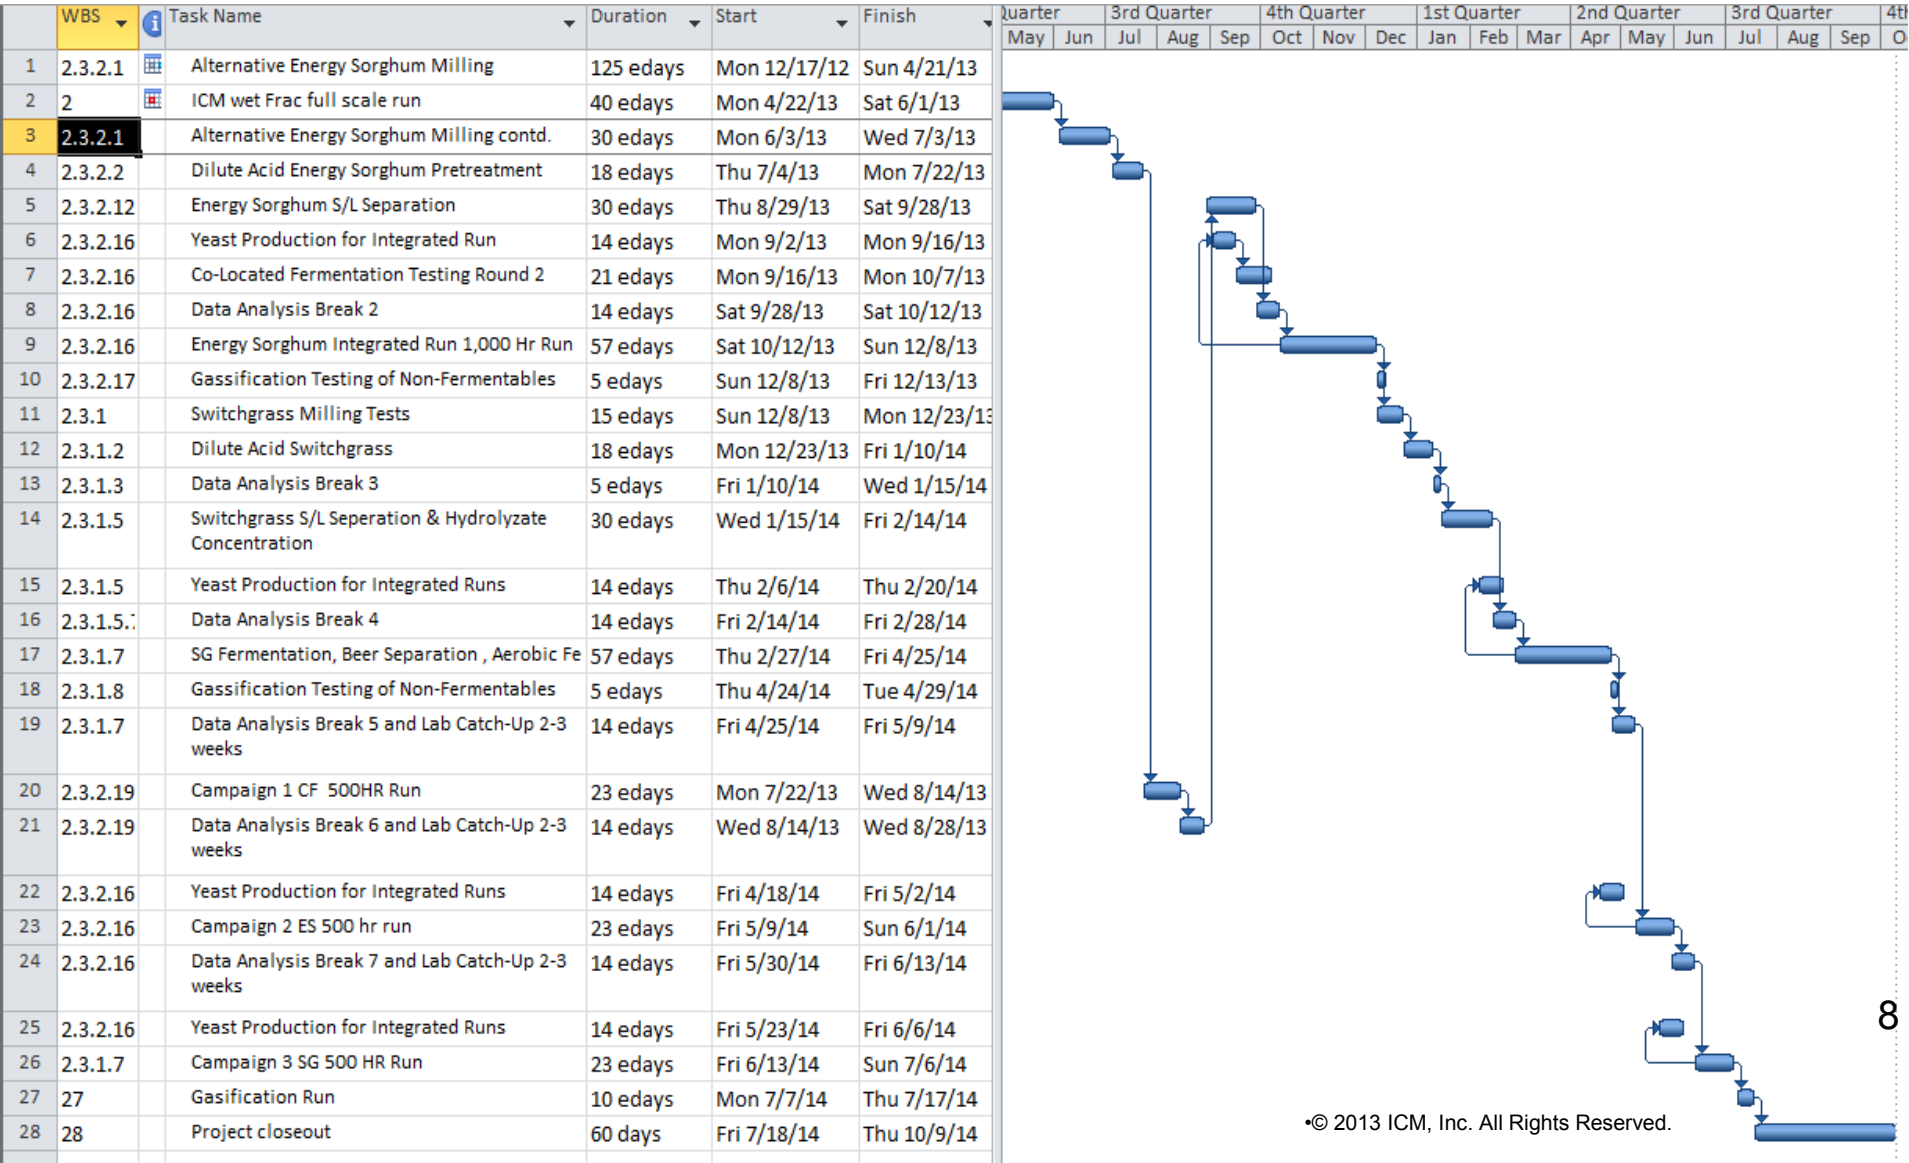 WBS Task Name Duration Start Finish Quarter 3rd Quarter 4th Quarter 1st Quarter 2nd Quarter 3rd Quarter 4th
May Jun Jul Aug Sep Oct Nov Dec Jan Feb Mar Apr May Jun Jul Aug Sep O
1 2.3.2.1 Alternative Energy Sorghum Milling 125 edays Mon 12/17/12 Sun 4/21/13
2 2 ICM wet Frac full scale run 40 edays Mon 4/22/13 Sat 6/1/13
3 2.3.2.1 Alternative Energy Sorghum Milling contd. 30 edays Mon 6/3/13 Wed 7/3/13
4 2.3.2.2 Dilute Acid Energy Sorghum Pretreatment 18 edays Thu 7/4/13 Mon 7/22/13
5 2.3.2.12 Energy Sorghum S/L Separation 30 edays Thu 8/29/13 Sat 9/28/13
6 2.3.2.16 Yeast Production for Integrated Run 14 edays Mon 9/2/13 Mon 9/16/13
7 2.3.2.16 Co-Located Fermentation Testing Round 2 21 edays Mon 9/16/13 Mon 10/7/13
8 2.3.2.16 Data Analysis Break 2 14 edays Sat 9/28/13 Sat 10/12/13
9 2.3.2.16 Energy Sorghum Integrated Run 1,000 Hr Run 57 edays Sat 10/12/13 Sun 12/8/13
10 2.3.2.17 Gassification Testing of Non-Fermentables 5 edays Sun 12/8/13 Fri 12/13/13
11 2.3.1 Switchgrass Milling Tests 15 edays Sun 12/8/13 Mon 12/23/13
12 2.3.1.2 Dilute Acid Switchgrass 18 edays Mon 12/23/13 Fri 1/10/14
13 2.3.1.3 Data Analysis Break 3 5 edays Fri 1/10/14 Wed 1/15/14
14 2.3.1.5 Switchgrass S/L Seperation & Hydrolyzate 30 edays Wed 1/15/14 Fri 2/14/14
Concentration
15 2.3.1.5 Yeast Production for Integrated Runs 14 edays Thu 2/6/14 Thu 2/20/14
16 2.3.1.5. Data Analysis Break 4 14 edays Fri 2/14/14 Fri 2/28/14
17 2.3.1.7 SG Fermentation, Beer Separation , Aerobic Fe 57 edays Thu 2/27/14 Fri 4/25/14
18 2.3.1.8 Gassification Testing of Non-Fermentables 5 edays Thu 4/24/14 Tue 4/29/14
19 2.3.1.7 Data Analysis Break 5 and Lab Catch-Up 2-3 14 edays Fri 4/25/14 Fri 5/9/14
weeks
20 2.3.2.19 Campaign 1 CF 500HR Run 23 edays Mon 7/22/13 Wed 8/14/13
21 2.3.2.19 Data Analysis Break 6 and Lab Catch-Up 2-3 14 edays Wed 8/14/13 Wed 8/28/13
weeks
22 2.3.2.16 Yeast Production for Integrated Runs 14 edays Fri 4/18/14 Fri 5/2/14
23 2.3.2.16 Campaign 2 ES 500 hr run 23 edays Fri 5/9/14 Sun 6/1/14
24 2.3.2.16 Data Analysis Break 7 and Lab Catch-Up 2-3 14 edays Fri 5/30/14 Fri 6/13/14
weeks
25 2.3.2.16 Yeast Production for Integrated Runs 14 edays Fri 5/23/14 Fri 6/6/14
8
26 2.3.1.7 Campaign 3 SG 500 HR Run 23 edays Fri 6/13/14 Sun 7/6/14
27 27 Gasification Run 10 edays Mon 7/7/14 Thu 7/17/14
•© 2013 ICM, Inc. All Rights Reserved.
28 28 Project closeout 60 days Fri 7/18/14 Thu 10/9/14